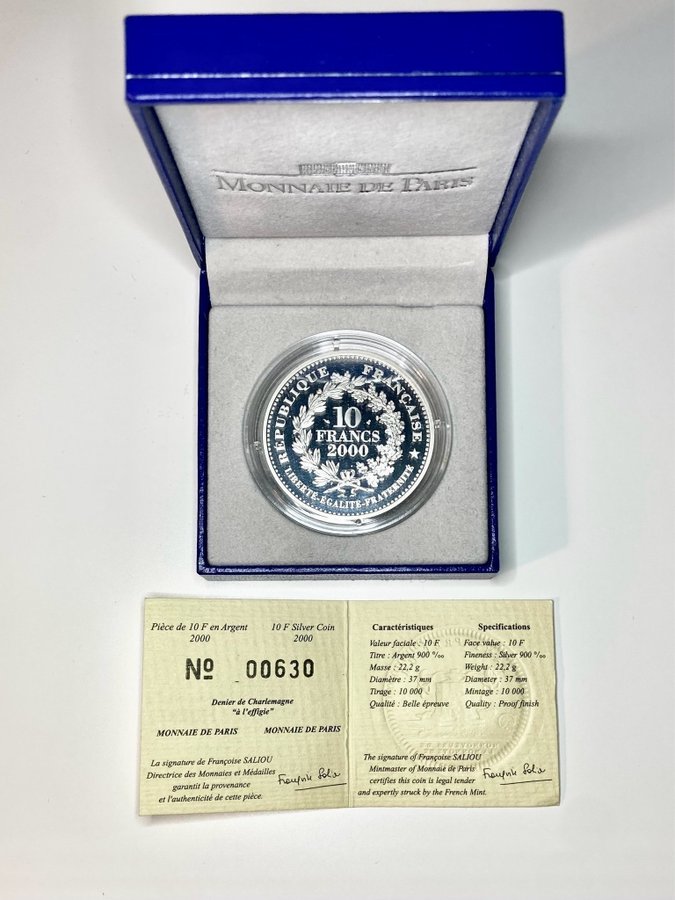 MONNAIE DE PARIS
RÉPUBLIQUE FRANÇAISE
10
FRANCS
2000
LIBERTÉ-ÉGALITÉ-FRATERNITÉ
Pièce de 10 F en Argent
2000
10 F Silver Coin
2000
Nº 00630
Denier de Charlemagne
"à l'effigie"
MONNAIE DE PARIS
MONNAIE DE PARIS
La signature de Françoise SALIOU
Directrice des Monnaies et Médailles
garantit la provenance
et l'authenticité de cette pièce.
Caractéristiques
Valeur faciale : 10 F
Titre : Argent 900 ‰
Masse : 22,2 g
Diamètre : 37 mm
Tirage : 10 000
Qualité : Belle épreuve
Specifications
Face value : 10 F
Fineness : Silver 900 ‰
Weight : 22,2 g
Diameter : 37 mm
Mintage : 10 000
Quality : Proof finish
The signature of Françoise SALIOU
Mintmaster of Monnaie de Paris
certifies this coin is legal tender
and expertly struck by the French Mint.